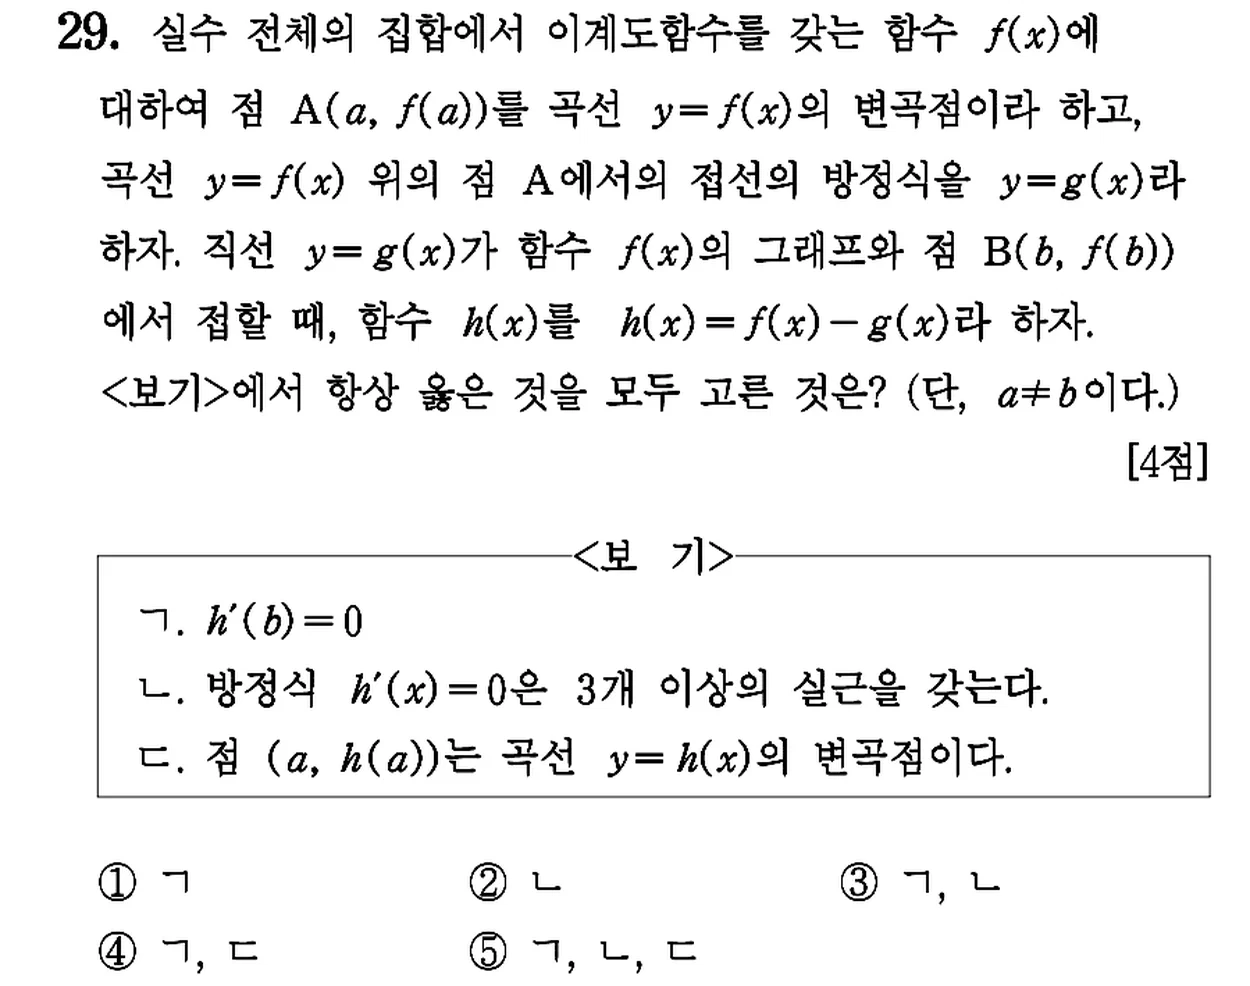 29. 실수 전체의 집합에서 이계도함수를 갖는 함수 f(x)에
대하여 점 A(a, f(a))를 곡선 y=f(x)의 변곡점이라 하고,
곡선 y=f(x) 위의 점 A에서의 접선의 방정식을 y=g(x)라
하자. 직선 y=g(x)가 함수 f(x)의 그래프와 점 B(b, f(b))
에서 접할 때, 함수 h(x)를 h(x)=f(x)-g(x)라 하자.
<보기>에서 항상 옳은 것을 모두 고른 것은? (단, a≠b이다.)
[4점]
<보 기>
ㄱ. h′(b)=0
ㄴ. 방정식 h′(x)=0은 3개 이상의 실근을 갖는다.
ㄷ. 점 (a, h(a))는 곡선 y=h(x)의 변곡점이다.
① ㄱ ② ㄴ ③ ㄱ, ㄴ
④ ㄱ, ㄷ ⑤ ㄱ, ㄴ, ㄷ